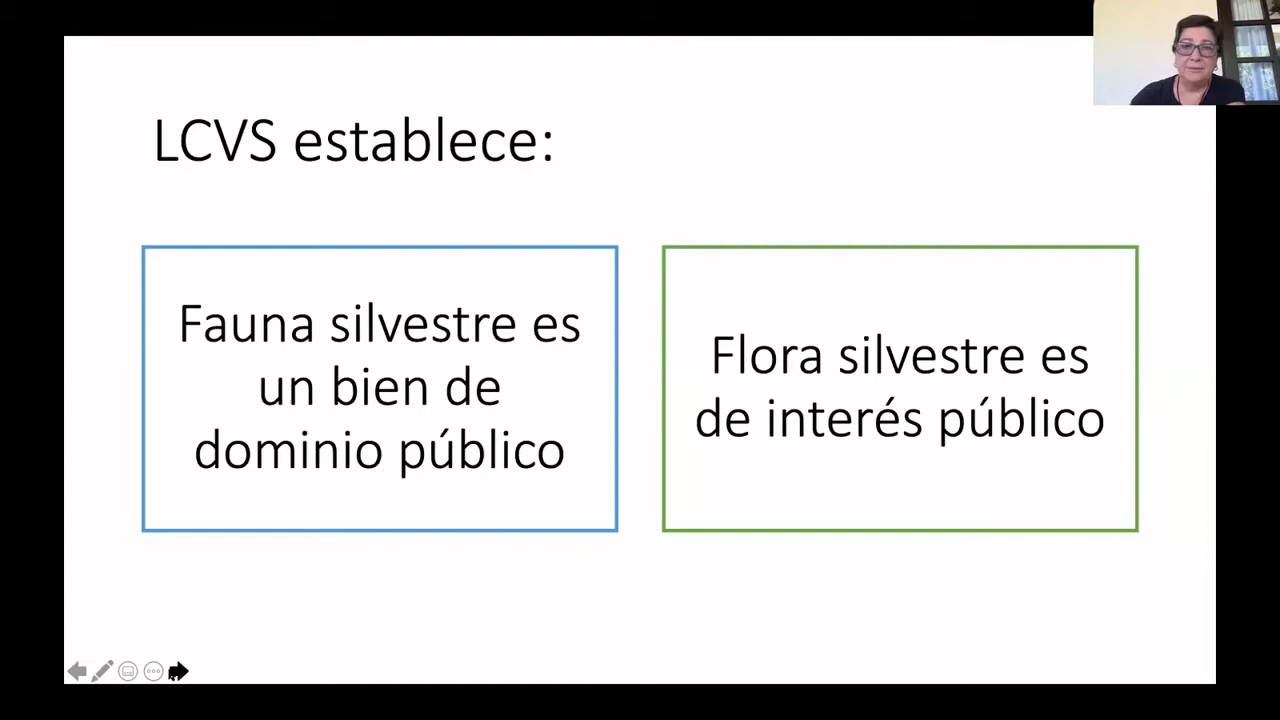 LCVS establece:
Fauna silvestre es
un bien de
dominio público
Flora silvestre es
de interés público